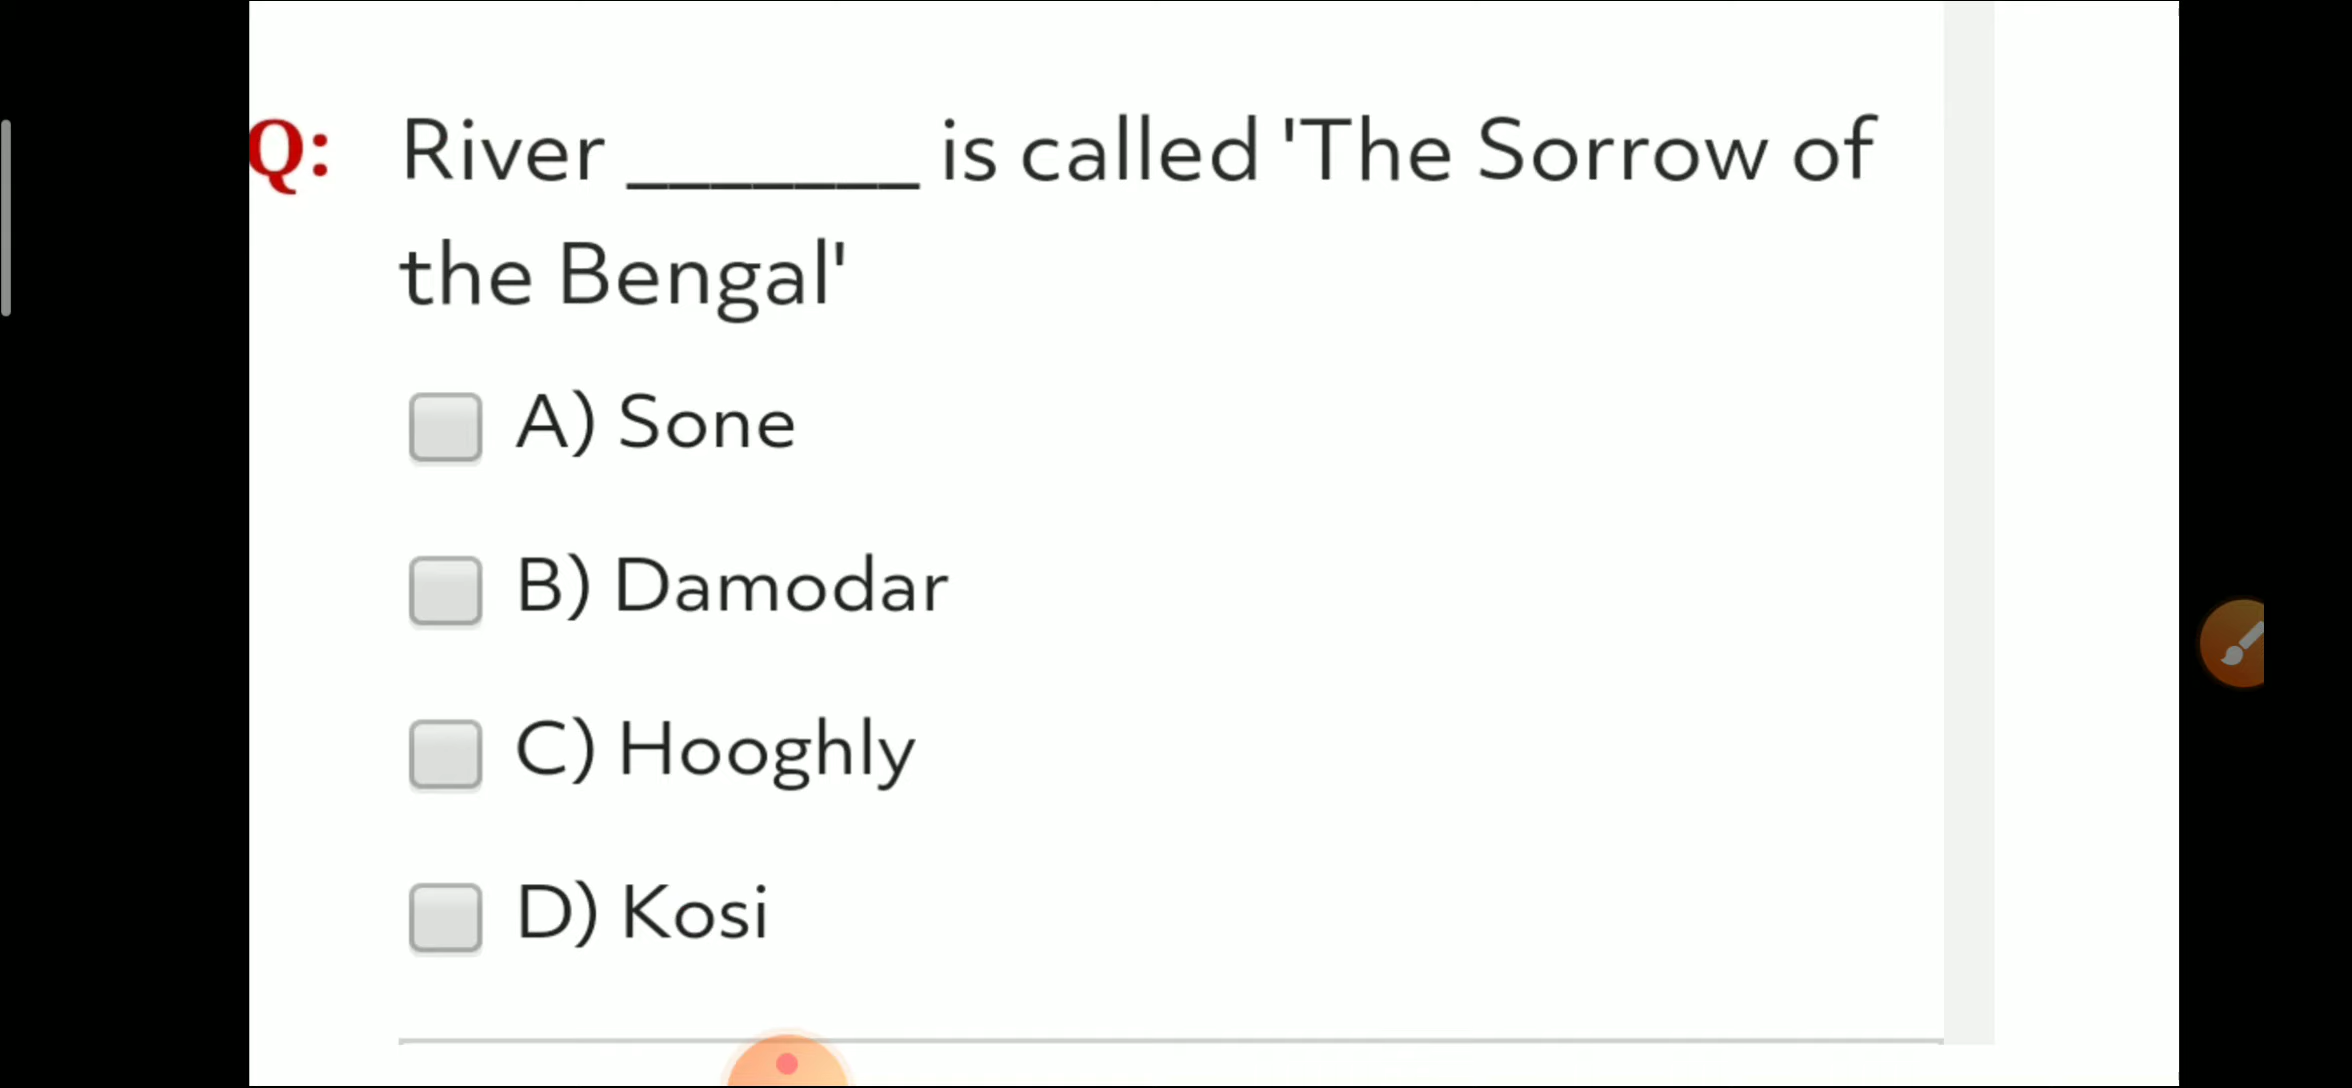 Q: River _______ is called 'The Sorrow of
the Bengal'
A) Sone
B) Damodar
C) Hooghly
D) Kosi